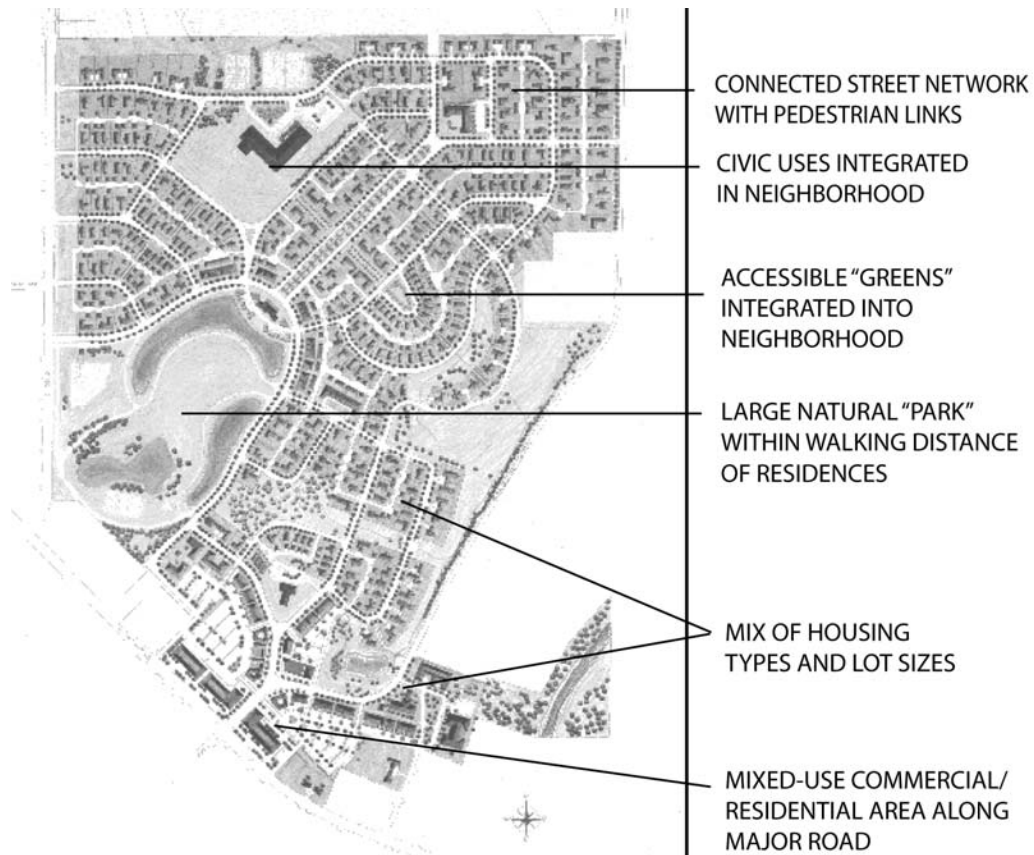 CONNECTED STREET NETWORK
WITH PEDESTRIAN LINKS
CIVIC USES INTEGRATED
IN NEIGHBORHOOD
ACCESSIBLE “GREENS”
INTEGRATED INTO
NEIGHBORHOOD
LARGE NATURAL “PARK”
WITHIN WALKING DISTANCE
OF RESIDENCES
MIX OF HOUSING
TYPES AND LOT SIZES
MIXED-USE COMMERCIAL/
RESIDENTIAL AREA ALONG
MAJOR ROAD